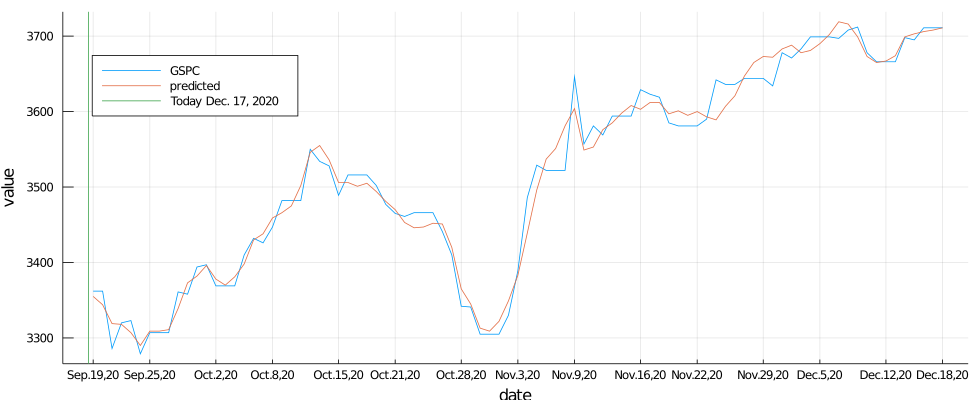 3700
3600
3500
3400
3300
value
GSPC
predicted
Today Dec. 17, 2020
Sep.19,20 Sep.25,20 Oct.2,20 Oct.8,20 Oct.15,20 Oct.21,20 Oct.28,20 Nov.3,20 Nov.9,20 Nov.16,20 Nov.22,20 Nov.29,20 Dec.5,20 Dec.12,20 Dec.18,20
date